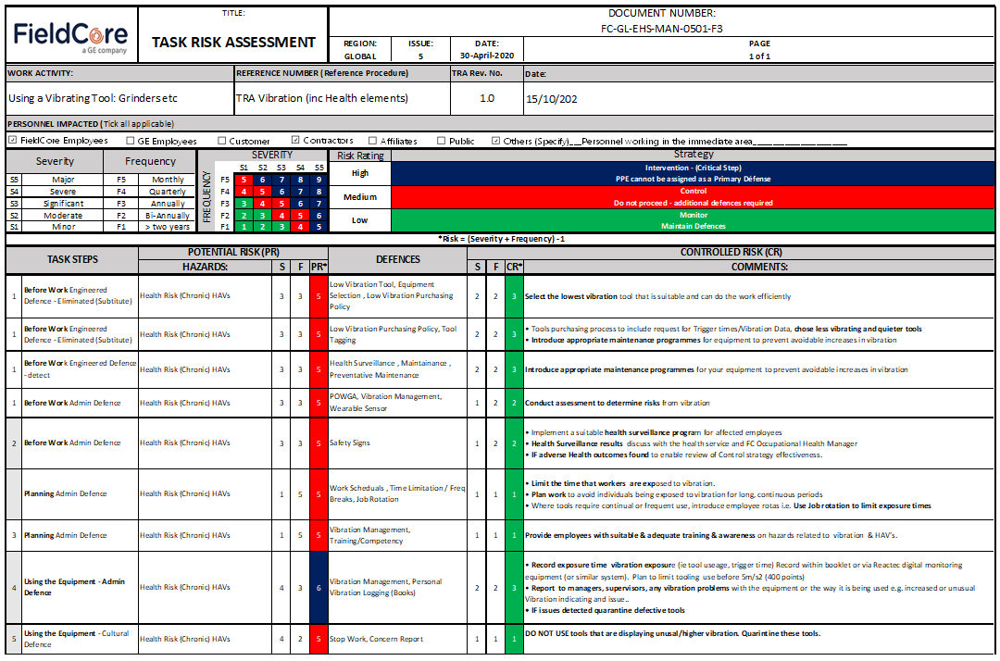 FieldCore
a GE company
TITLE:
TASK RISK ASSESSMENT
DOCUMENT NUMBER:
FC-GL-EHS-MAN-0501-F3
REGION:
GLOBAL
ISSUE:
5
DATE:
30-April-2020
PAGE
1 of 1
WORK ACTIVITY:
REFERENCE NUMBER (Reference Procedure)
TRA Rev. No.
Date:
Using a Vibrating Tool: Grinders etc
TRA Vibration (inc Health elements)
1.0
15/10/202
PERSONNEL IMPACTED (Tick all applicable)
☑ FieldCore Employees ☐ GE Employees ☐ Customer ☑ Contractors ☐ Affiliates ☐ Public ☑ Others (Specify)___Personnel working in the immediate area____________________
Severity
Frequency
S5 Major F5 Monthly
S4 Severe F4 Quarterly
S3 Significant F3 Annually
S2 Moderate F2 Bi-Annually
S1 Minor F1 > two years
FREQUENCY
SEVERITY
S1 S2 S3 S4 S5
F5 5 6 7 8 9
F4 4 5 6 7 8
F3 3 4 5 6 7
F2 2 3 4 5 6
F1 1 2 3 4 5
Risk Rating
Strategy
High
Intervention - (Critical Step)
PPE cannot be assigned as a Primary Defense
Medium
Control
Do not proceed - additional defences required
Low
Monitor
Maintain Defences
*Risk = (Severity + Frequency) -1
TASK STEPS
POTENTIAL RISK (PR)
HAZARDS: S F PR*
DEFENCES
CONTROLLED RISK (CR)
S F CR* COMMENTS:
1
Before Work Engineered
Defence - Eliminated (Subtitute)
Health Risk (Chronic) HAVs
3 3 5
Low Vibration Tool, Equipment
Selection , Low Vibration Purchasing
Policy
2 2 3
Select the lowest vibration tool that is suitable and can do the work efficiently
1
Before Work Engineered
Defence - Eliminated (Subtitute)
Health Risk (Chronic) HAVs
3 3 5
Low Vibration Purchasing Policy, Tool
Tagging
2 2 3
• Tools purchasing process to include request for Trigger times/Vibration Data, chose less vibrating and quieter tools
• Introduce appropriate maintenance programmes for equipment to prevent avoidable increases in vibration
1
Before Work Engineered Defence
- detect
Health Risk (Chronic) HAVs
3 3 5
Health Surveillance , Maintainance ,
Preventative Maintenance
2 2 3
Introduce appropriate maintenance programmes for your equipment to prevent avoidable increases in vibration
1
Before Work Admin Defence
Health Risk (Chronic) HAVs
3 3 5
POWGA, Vibration Management,
Wearable Sensor
1 2 2
Conduct assessment to determine risks from vibration
2
Before Work Admin Defence
Health Risk (Chronic) HAVs
3 3 5
Safety Signs
1 2 2
• Implement a suitable health surveillance program for affected employees
• Health Surveillance results discuss with the health service and FC Occupational Health Manager
• IF adverse Health outcomes found to enable review of Control strategy effectiveness.
Planning Admin Defence
Health Risk (Chronic) HAVs
1 5 5
Work Scheduals , Time Limitation / Freq
Breaks, Job Rotation
1 1 1
• Limit the time that workers are exposed to vibration.
• Plan work to avoid individuals being exposed to vibration for long, continuous periods
• Where tools require continual or frequent use, introduce employee rotas i.e. Use Job rotation to limit exposure times
3
Planning Admin Defence
Health Risk (Chronic) HAVs
1 5 5
Vibration Management,
Training/Competency
1 1 1
Provide employees with suitable & adequate training & awareness on hazards related to vibration & HAV's.
4
Using the Equipment - Admin
Defence
Health Risk (Chronic) HAVs
4 3 6
Vibration Management, Personal
Vibration Logging (Books)
2 2 3
• Record exposure time vibration exposure (ie tool useage, trigger time) Record within booklet or via Reactec digital monitoring
equipment (or similar system). Plan to limit tooling use before 5m/s2 (400 points)
• Report to managers, supervisors, any vibration problems with the equipment or the way it is being used e.g. increased or unusual
Vibration indicating and issue..
• IF issues detected quarantine defective tools
5
Using the Equipment - Cultural
Defence
Health Risk (Chronic) HAVs
4 2 5
Stop Work, Concern Report
1 1 1
DO NOT USE tools that are displaying unusal/higher vibration. Quarintine these tools.